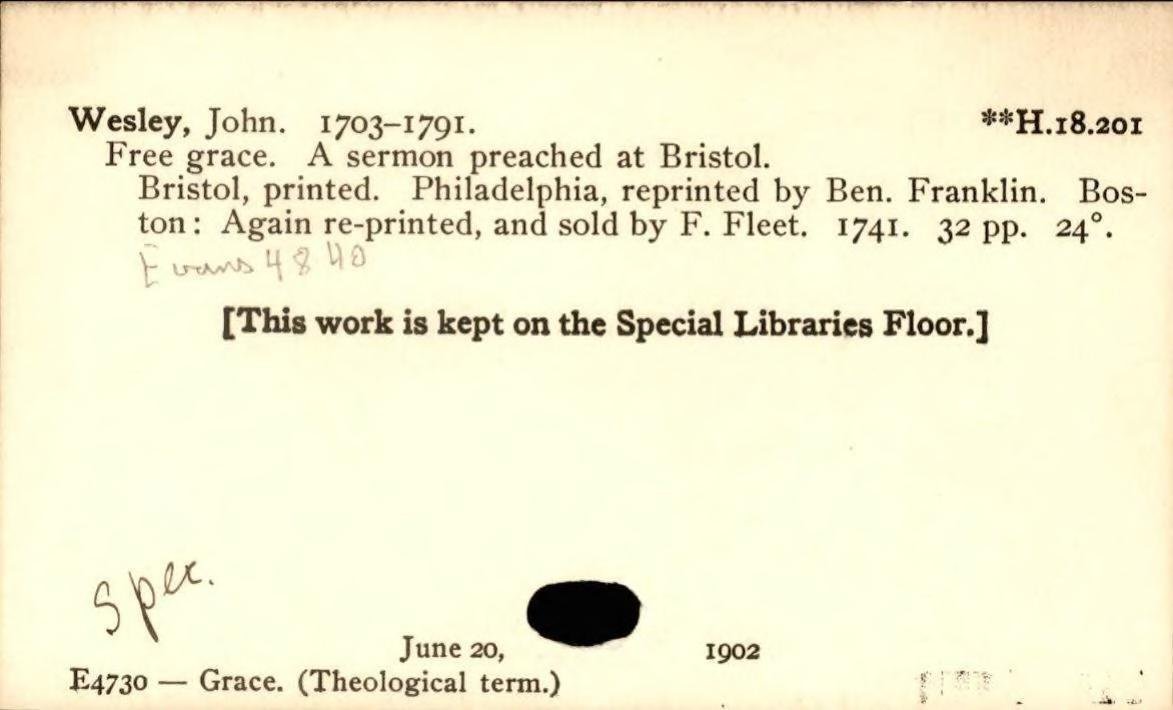 Wesley, John. 1703–1791. **H.18.201
Free grace. A sermon preached at Bristol.
Bristol, printed. Philadelphia, reprinted by Ben. Franklin. Bos-
ton: Again re-printed, and sold by F. Fleet. 1741. 32 pp. 24°.
Evans 4840
[This work is kept on the Special Libraries Floor.]
Spec.
June 20, 1902
E4730 — Grace. (Theological term.)